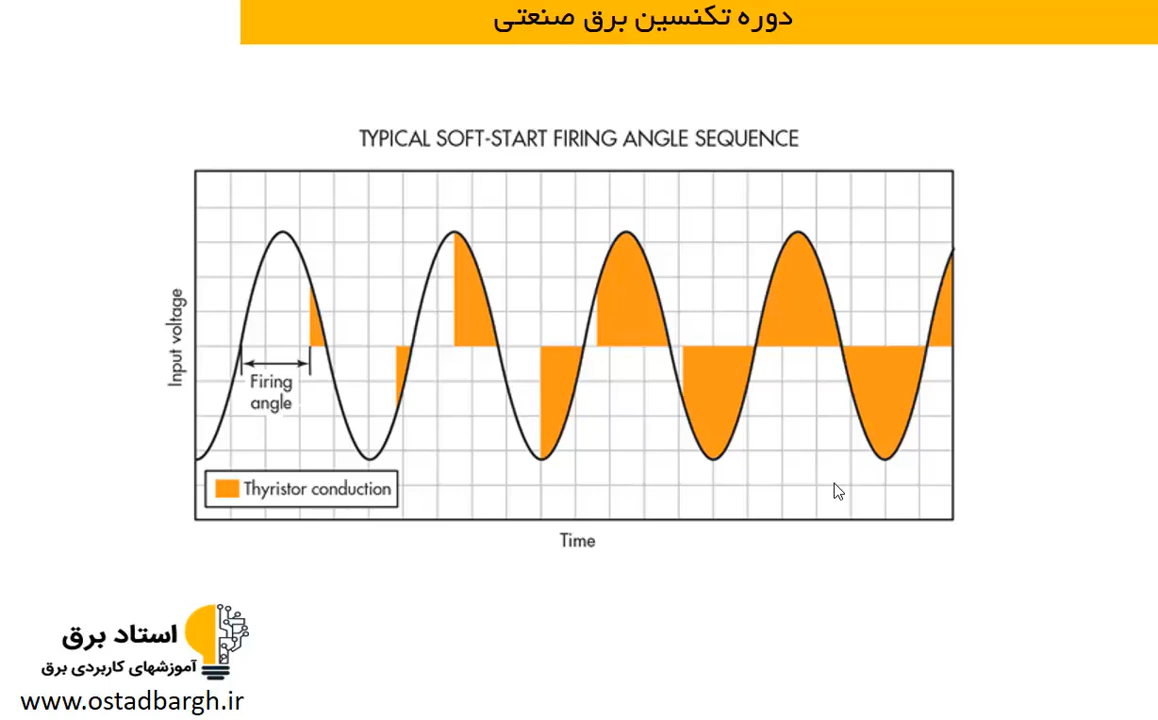 دوره تکنسین برق صنعتی
TYPICAL SOFT-START FIRING ANGLE SEQUENCE
Input voltage
Firing
angle
Thyristor conduction
Time
استاد برق
آموزشهای کاربردی برق
www.ostadbargh.ir